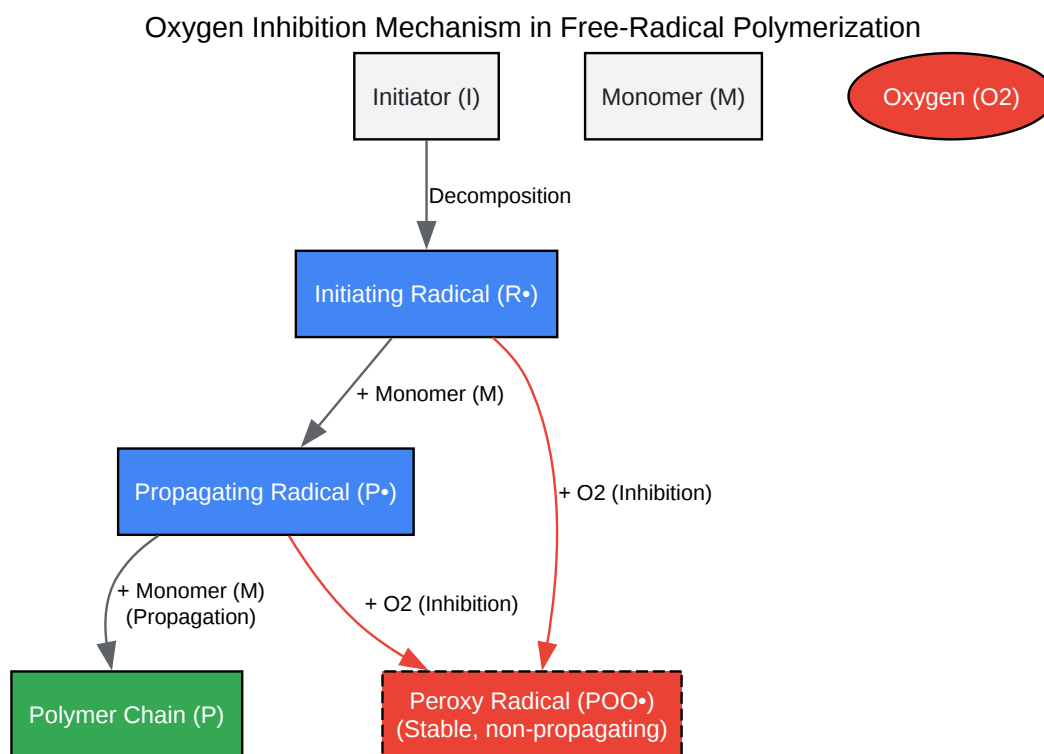 Oxygen Inhibition Mechanism in Free-Radical Polymerization
Initiator (I)
Monomer (M)
Oxygen (O2)
Decomposition
Initiating Radical (R•)
+ Monomer (M)
Propagating Radical (P•)
+ O2 (Inhibition)
+ Monomer (M)
(Propagation)
+ O2 (Inhibition)
Polymer Chain (P)
Peroxy Radical (POO•)
(Stable, non-propagating)